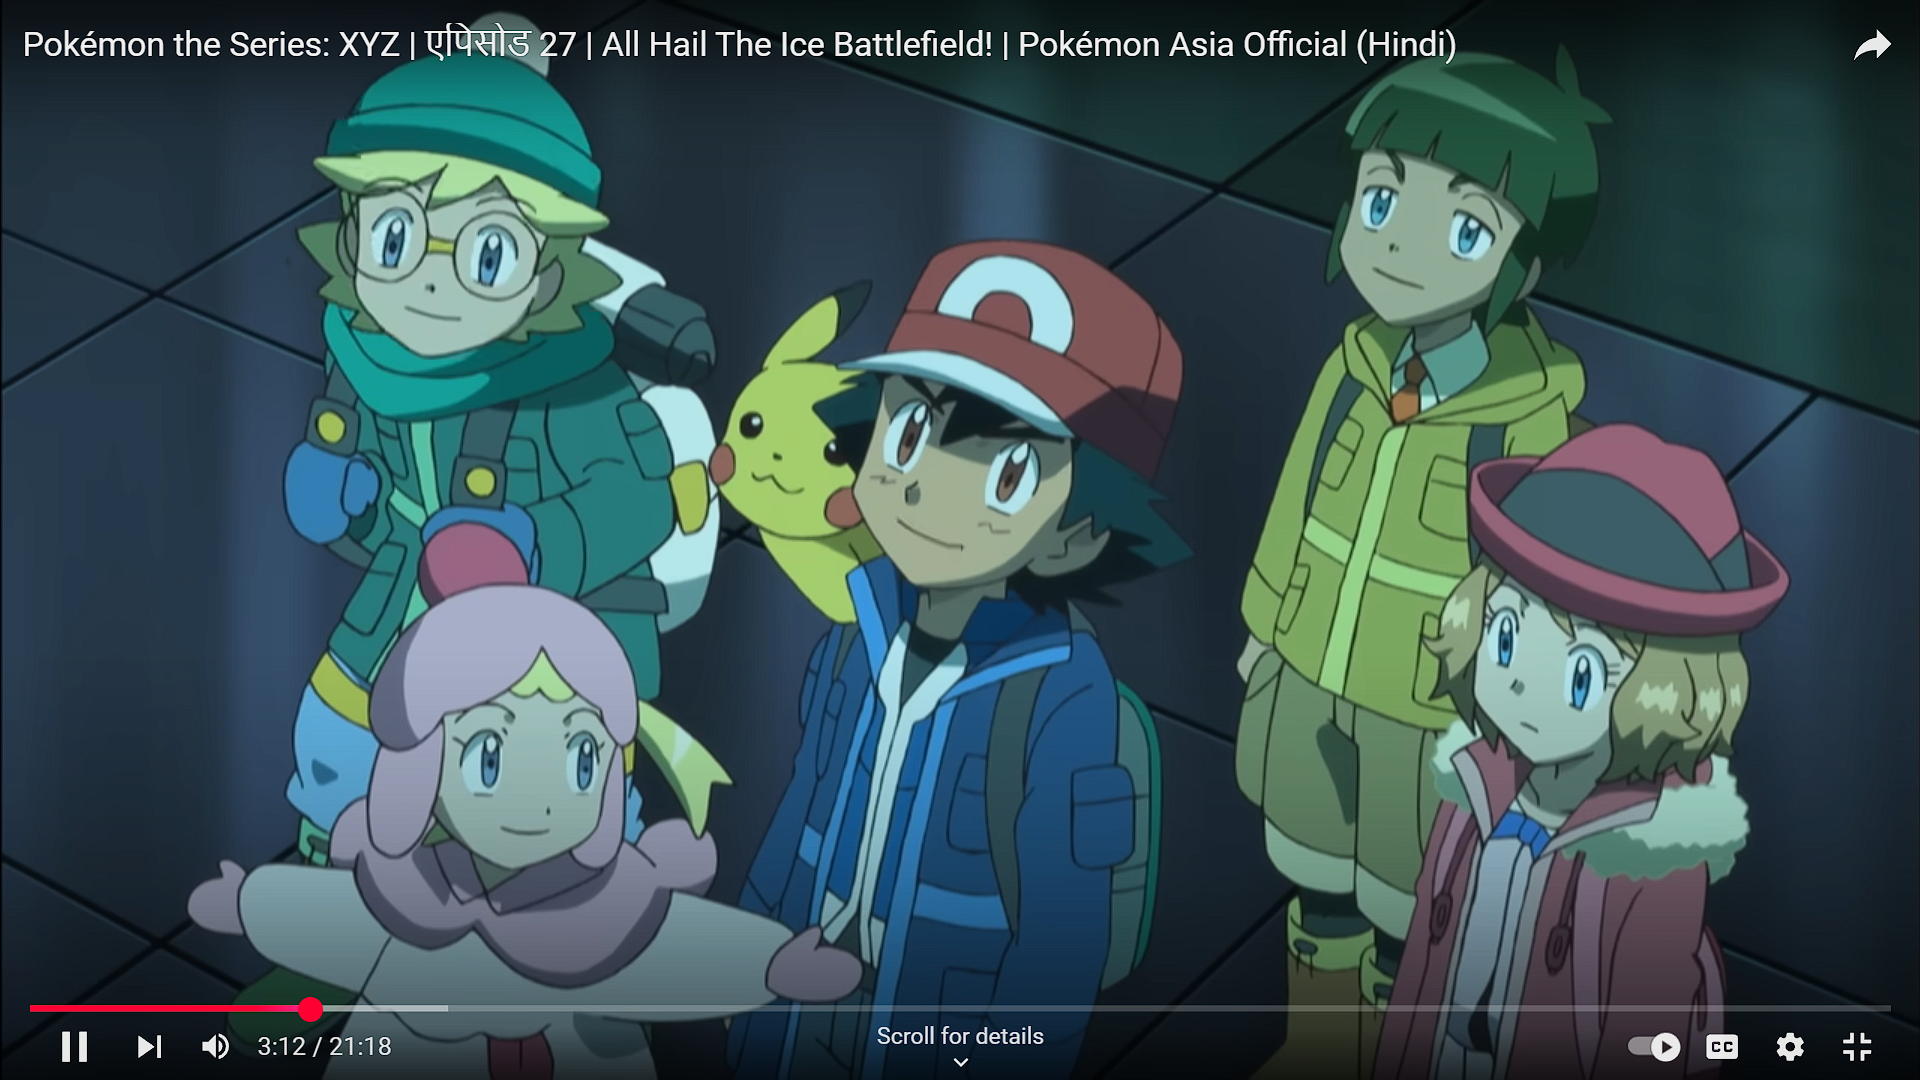 Pokémon the Series: XYZ | एपिसोड 27 | All Hail The Ice Battlefield! | Pokémon Asia Official (Hindi)
Scroll for details
3:12 / 21:18
CC